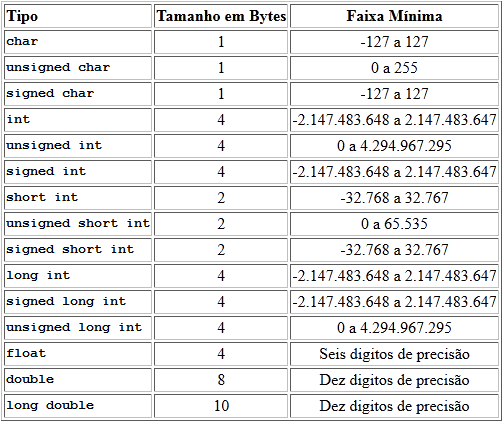 Tipo Tamanho em Bytes Faixa Mínima
char 1 -127 a 127
unsigned char 1 0 a 255
signed char 1 -127 a 127
int 4 -2.147.483.648 a 2.147.483.647
unsigned int 4 0 a 4.294.967.295
signed int 4 -2.147.483.648 a 2.147.483.647
short int 2 -32.768 a 32.767
unsigned short int 2 0 a 65.535
signed short int 2 -32.768 a 32.767
long int 4 -2.147.483.648 a 2.147.483.647
signed long int 4 -2.147.483.648 a 2.147.483.647
unsigned long int 4 0 a 4.294.967.295
float 4 Seis digitos de precisão
double 8 Dez digitos de precisão
long double 10 Dez digitos de precisão